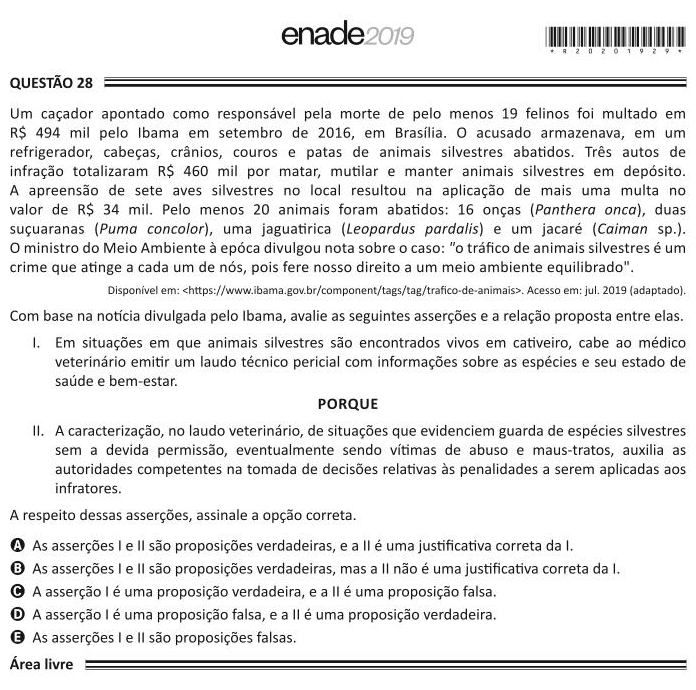 enade2019
*R2020192 9*
QUESTÃO 28
Um caçador apontado como responsável pela morte de pelo menos 19 felinos foi multado em
R$ 494 mil pelo Ibama em setembro de 2016, em Brasília. O acusado armazenava, em um
refrigerador, cabeças, crânios, couros e patas de animais silvestres abatidos. Três autos de
infração totalizaram R$ 460 mil por matar, mutilar e manter animais silvestres em depósito.
A apreensão de sete aves silvestres no local resultou na aplicação de mais uma multa no
valor de R$ 34 mil. Pelo menos 20 animais foram abatidos: 16 onças (Panthera onca), duas
suçuaranas (Puma concolor), uma jaguatirica (Leopardus pardalis) e um jacaré (Caiman sp.).
O ministro do Meio Ambiente à epóca divulgou nota sobre o caso: "o tráfico de animais silvestres é um
crime que atinge a cada um de nós, pois fere nosso direito a um meio ambiente equilibrado".
Disponível em: <https://www.ibama.gov.br/component/tags/tag/trafico-de-animais>. Acesso em: jul. 2019 (adaptado).
Com base na notícia divulgada pelo Ibama, avalie as seguintes asserções e a relação proposta entre elas.
I. Em situações em que animais silvestres são encontrados vivos em cativeiro, cabe ao médico
veterinário emitir um laudo técnico pericial com informações sobre as espécies e seu estado de
saúde e bem-estar.
PORQUE
II. A caracterização, no laudo veterinário, de situações que evidenciem guarda de espécies silvestres
sem a devida permissão, eventualmente sendo vítimas de abuso e maus-tratos, auxilia as
autoridades competentes na tomada de decisões relativas às penalidades a serem aplicadas aos
infratores.
A respeito dessas asserções, assinale a opção correta.
A As asserções I e II são proposições verdadeiras, e a II é uma justificativa correta da I.
B As asserções I e II são proposições verdadeiras, mas a II não é uma justificativa correta da I.
C A asserção I é uma proposição verdadeira, e a II é uma proposição falsa.
D A asserção I é uma proposição falsa, e a II é uma proposição verdadeira.
E As asserções I e II são proposições falsas.
Área livre